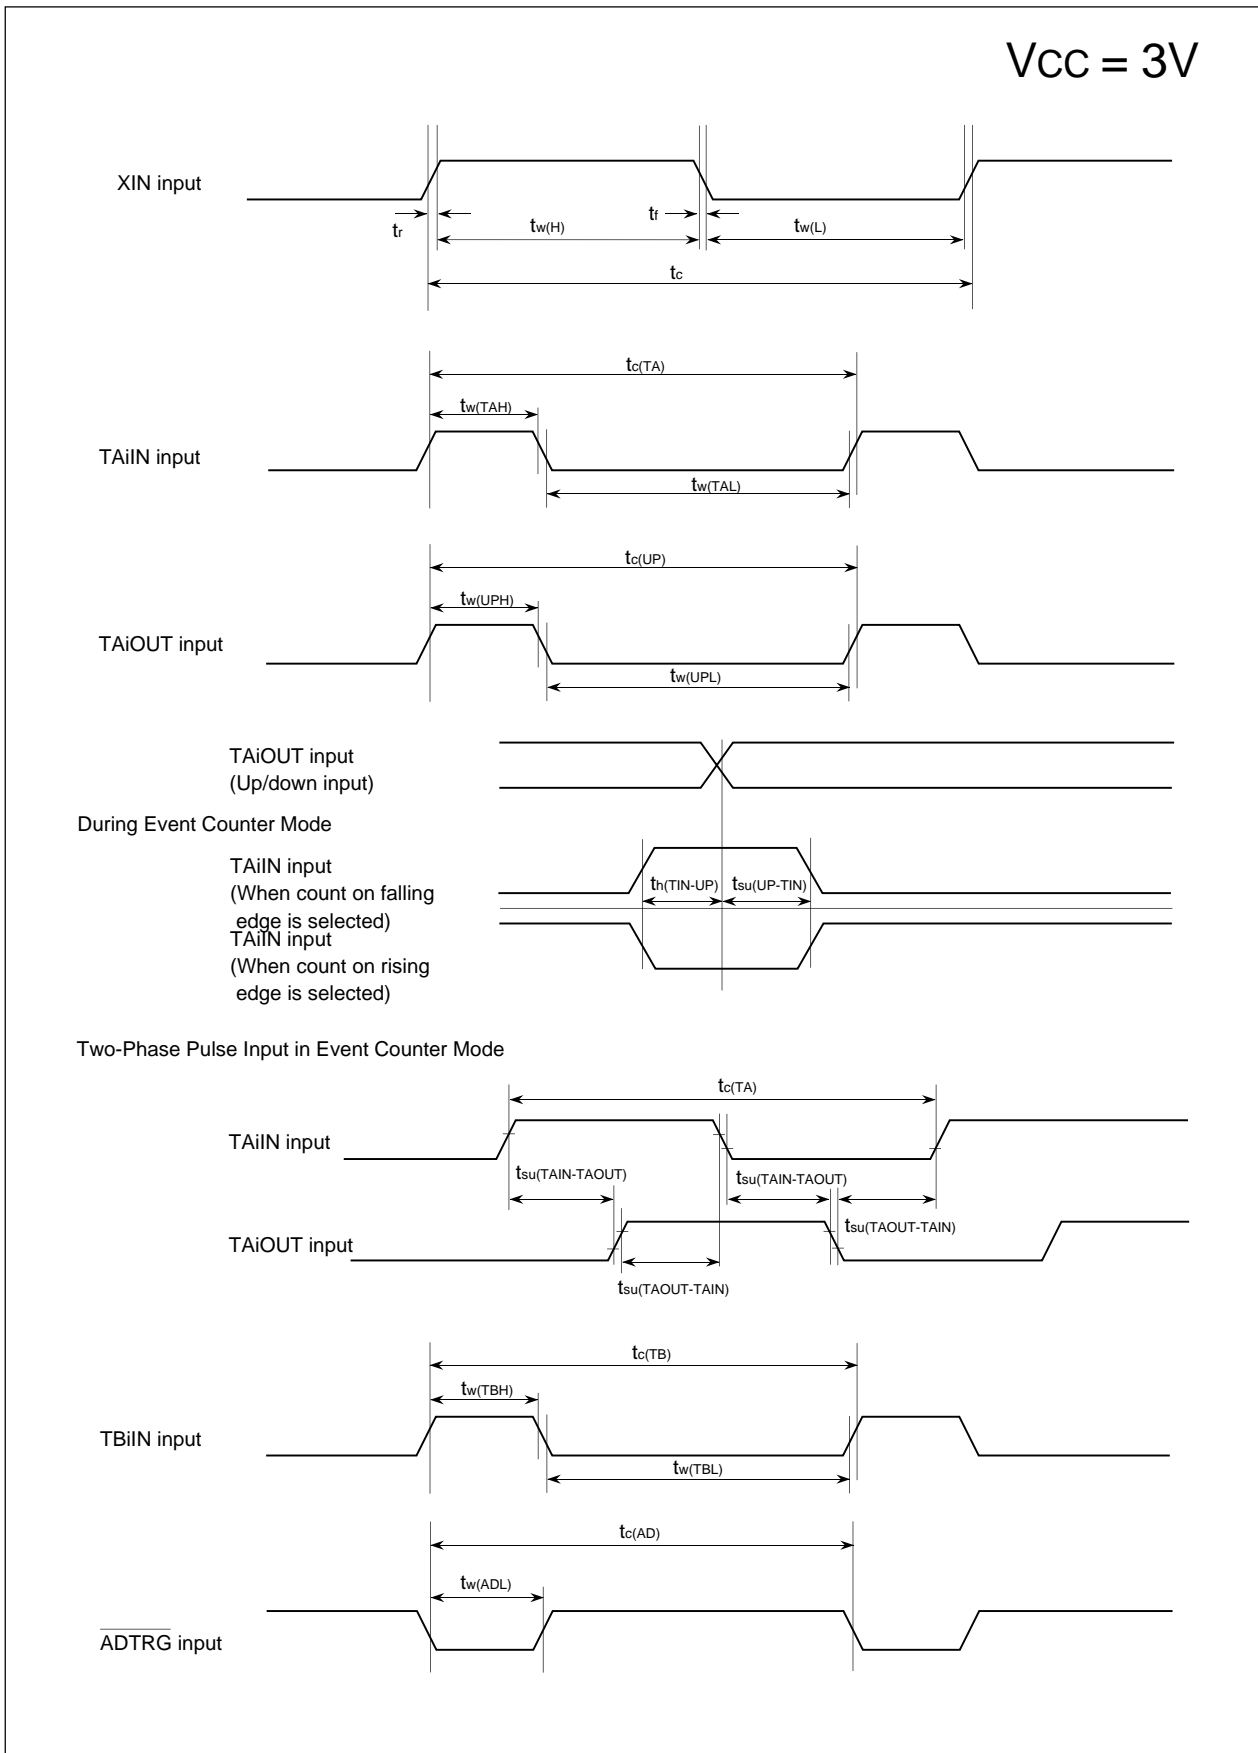 VCC = 3V
XIN input
tr
tw(H)
tf
tw(L)
tc
tc(TA)
tw(TAH)
TAiIN input
tw(TAL)
tc(UP)
tw(UPH)
TAiOUT input
tw(UPL)
TAiOUT input
(Up/down input)
During Event Counter Mode
TAiIN input
(When count on falling
edge is selected)
th(TIN-UP)
tsu(UP-TIN)
TAiIN input
(When count on rising
edge is selected)
Two-Phase Pulse Input in Event Counter Mode
tc(TA)
TAiIN input
tsu(TAIN-TAOUT)
tsu(TAIN-TAOUT)
tsu(TAOUT-TAIN)
TAiOUT input
tsu(TAOUT-TAIN)
tc(TB)
tw(TBH)
TBiIN input
tw(TBL)
tc(AD)
tw(ADL)
ADTRG input